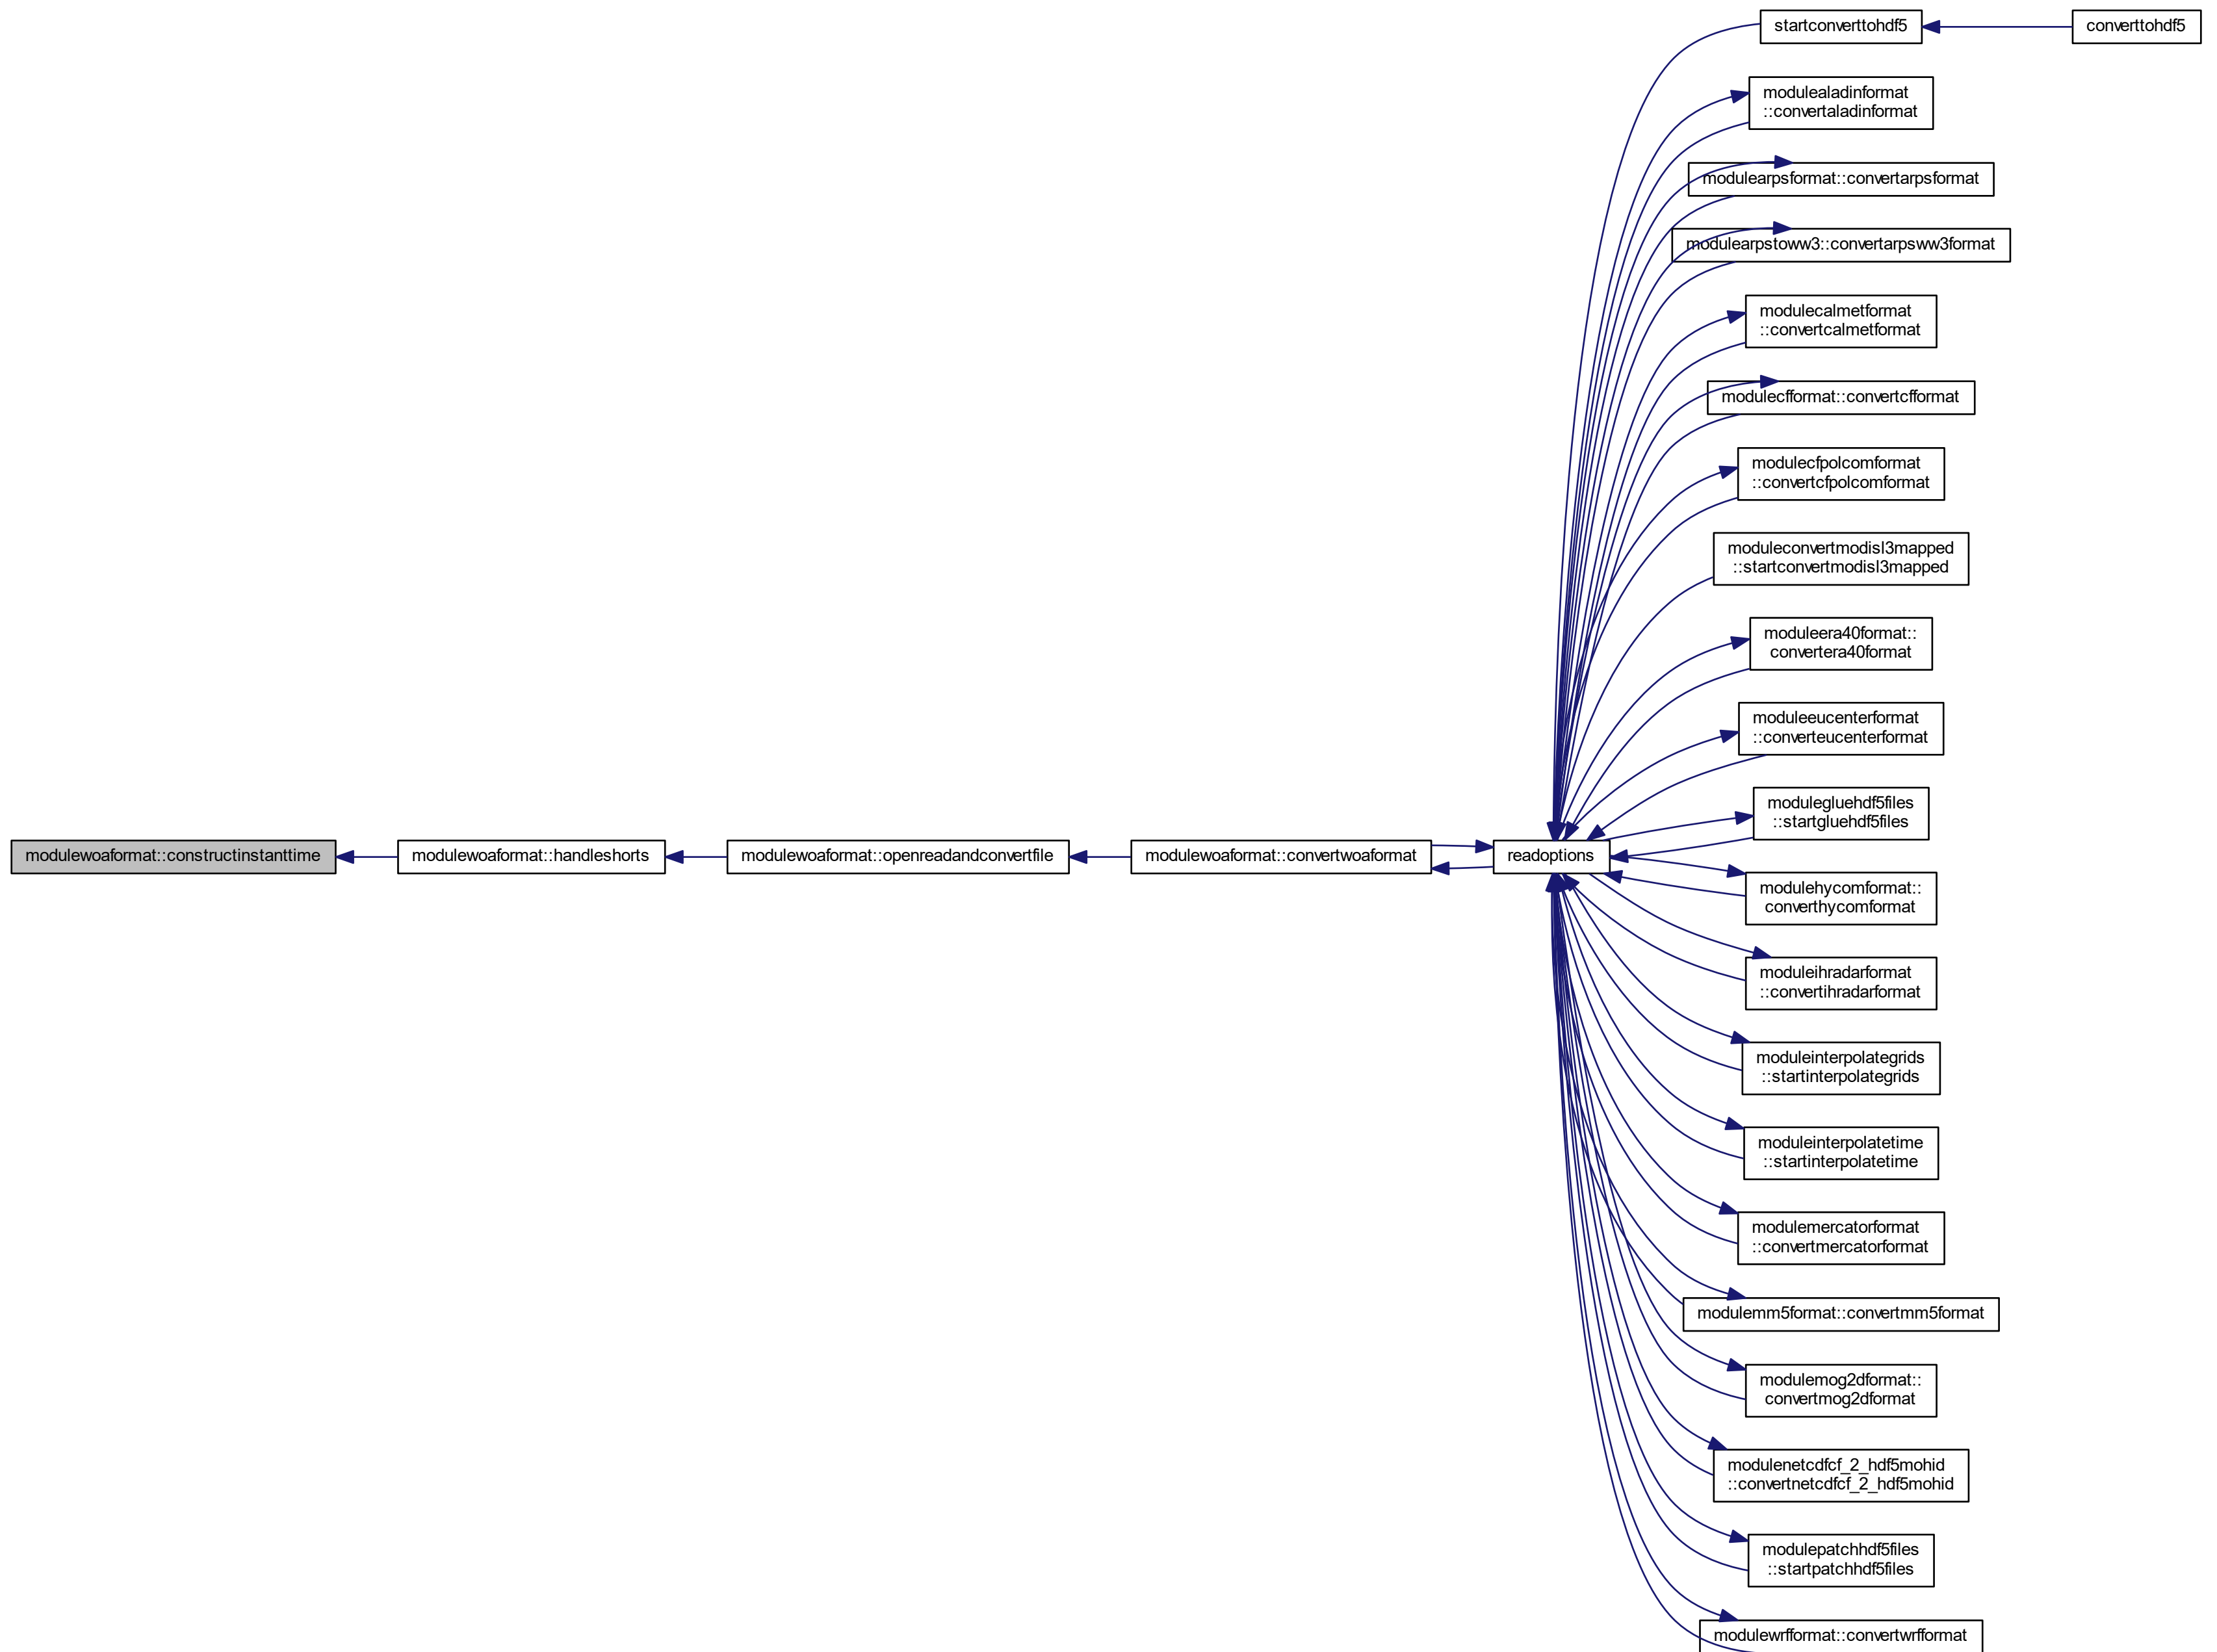 startconverttohdf5
converttohdf5
modulealadinformat
::convertaladinformat
modulearpsformat::convertarpsformat
modulearpstoww3::convertarpsww3format
modulecalmetformat
::convertcalmetformat
modulecfformat::convertcfformat
modulecfpolcomformat
::convertcfpolcomformat
moduleconvertmodisl3mapped
::startconvertmodisl3mapped
moduleera40format::
convertera40format
moduleeucenterformat
::converteucenterformat
modulegluehdf5files
::startgluehdf5files
modulewoaformat::constructinstanttime
modulewoaformat::handleshorts
modulewoaformat::openreadandconvertfile
modulewoaformat::convertwoaformat
readoptions
modulehycomformat::
converthycomformat
moduleihradarformat
::convertihradarformat
moduleinterpolategrids
::startinterpolategrids
moduleinterpolatetime
::startinterpolatetime
modulemercatorformat
::convertmercatorformat
modulemm5format::convertmm5format
modulemog2dformat::
convertmog2dformat
modulenetcdfcf_2_hdf5mohid
::convertnetcdfcf_2_hdf5mohid
modulepatchhdf5files
::startpatchhdf5files
modulewrfformat::convertwrfformat